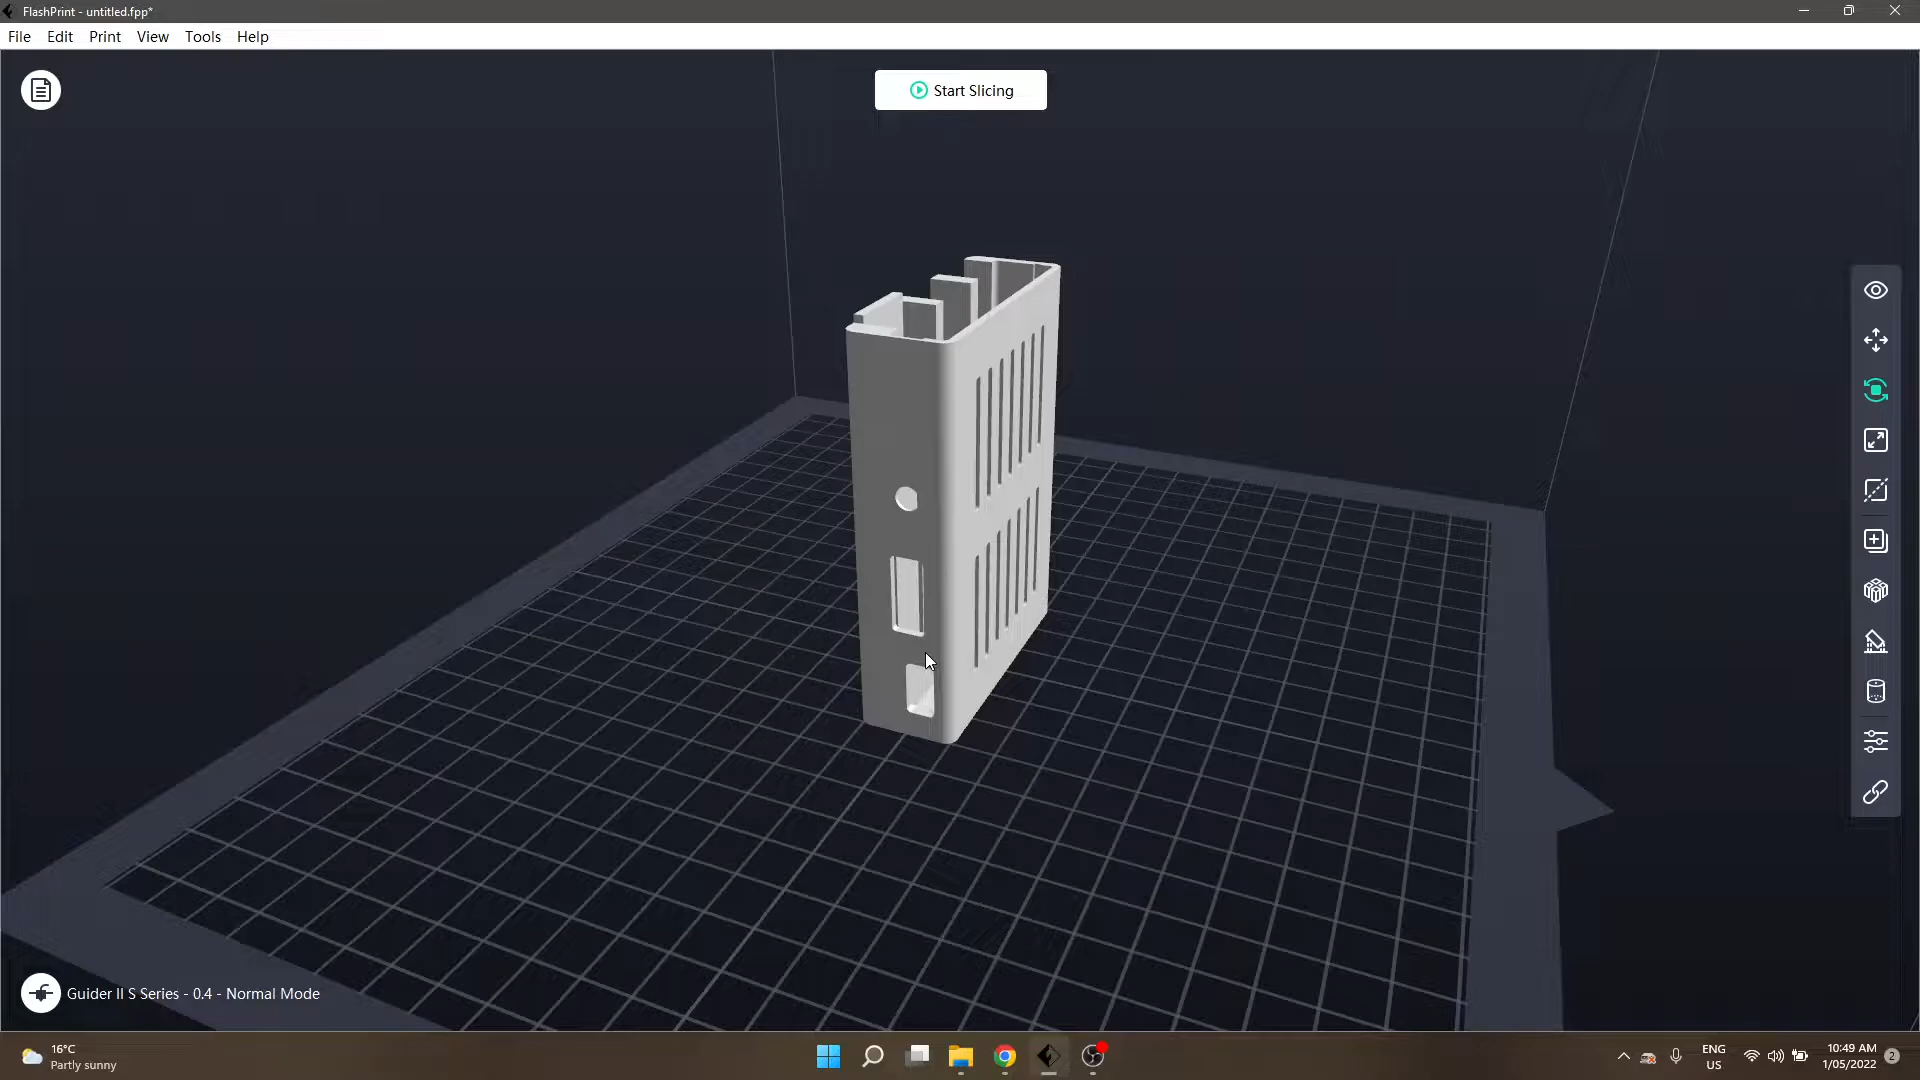 FlashPrint - untitled.fpp*
File Edit Print View Tools Help
Start Slicing
Guider II S Series - 0.4 - Normal Mode
16°C
Partly sunny
ENG
US
10:49 AM
1/05/2022
2